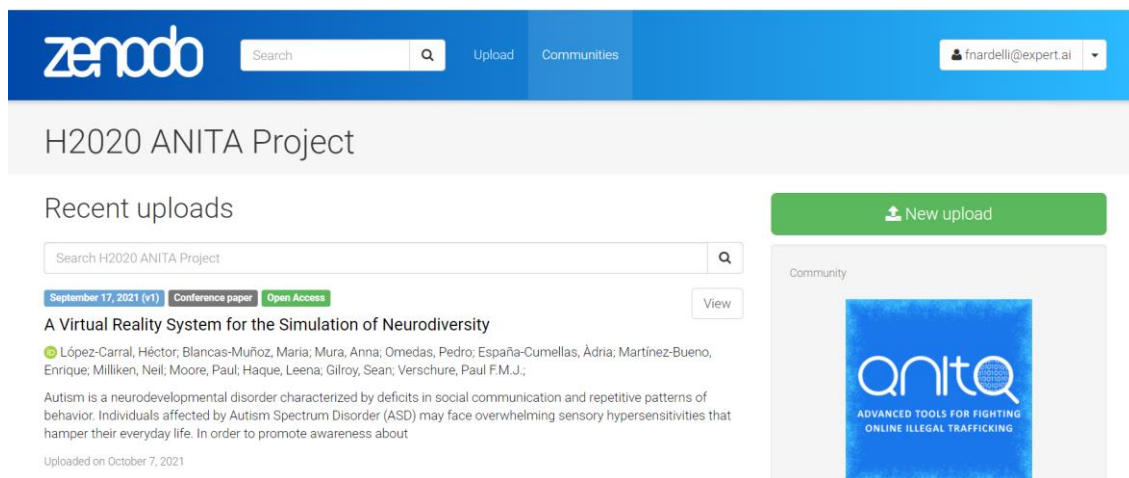 zenodo
Search
Upload
Communities
fnardelli@expert.ai
H2020 ANITA Project
Recent uploads
New upload
Search H2020 ANITA Project
Community
September 17, 2021 (v1) Conference paper Open Access
View
A Virtual Reality System for the Simulation of Neurodiversity
López-Carral, Héctor; Blancas-Muñoz, Maria; Mura, Anna; Omedas, Pedro; España-Cumellas, Àdria; Martínez-Bueno,
Enrique; Milliken, Neil; Moore, Paul; Haque, Leena; Gilroy, Sean; Verschure, Paul F.M.J.;
Autism is a neurodevelopmental disorder characterized by deficits in social communication and repetitive patterns of
behavior. Individuals affected by Autism Spectrum Disorder (ASD) may face overwhelming sensory hypersensitivities that
hamper their everyday life. In order to promote awareness about
Uploaded on October 7, 2021
anita
ADVANCED TOOLS FOR FIGHTING
ONLINE ILLEGAL TRAFFICKING